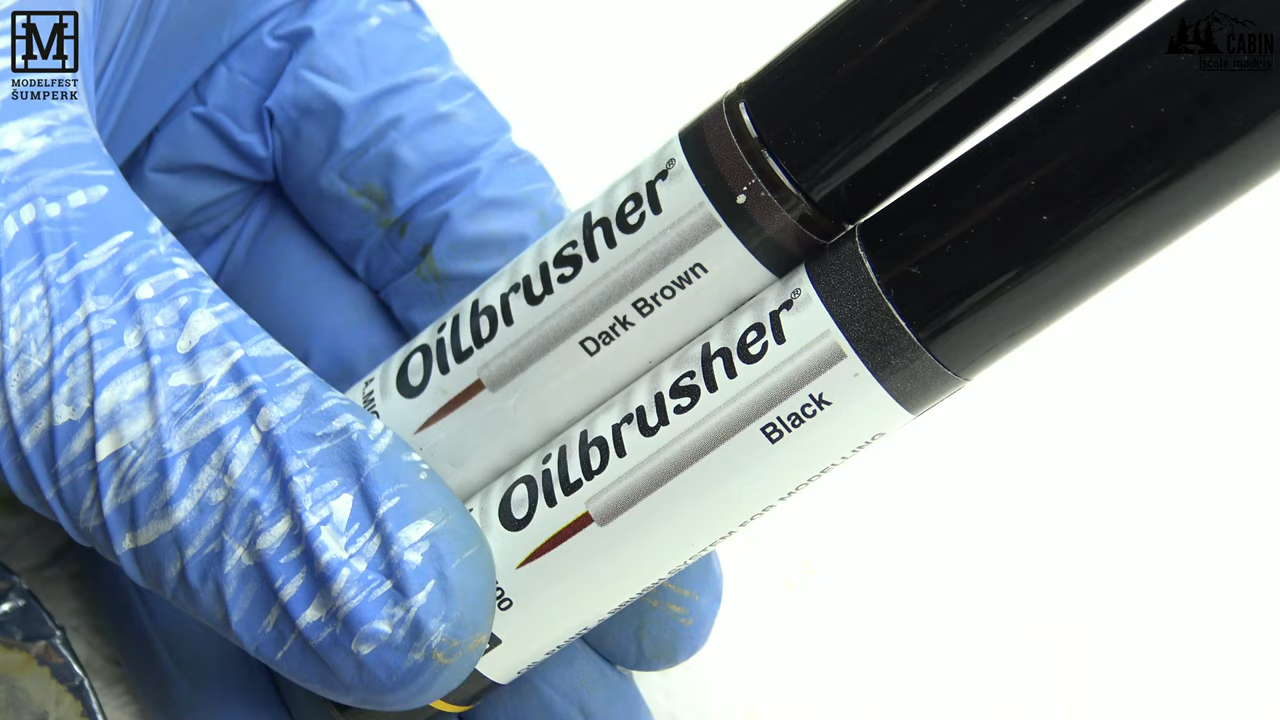 M
MODELFEST
ŠUMPERK
CABIN
scale models
Oilbrusher®
Dark Brown
Oilbrusher®
Black